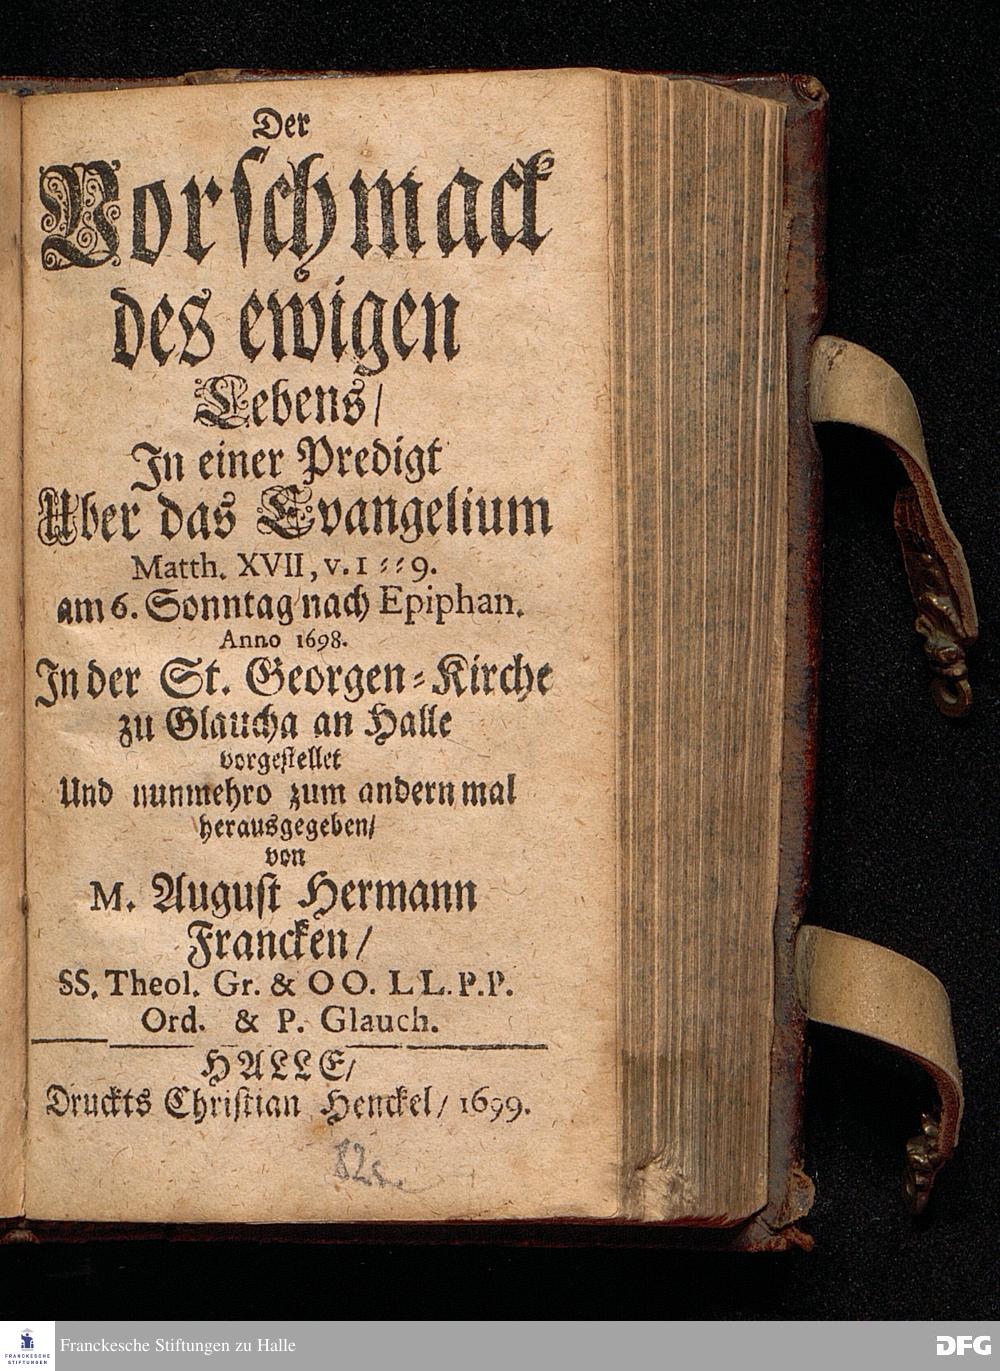 Der
Vorschmack
des ewigen
Lebens/
In einer Predigt
Uber das Evangelium
Matth. XVII, v. 1 ⸗⸗ 9.
am 6. Sonntag nach Epiphan.
Anno 1698.
In der St. Georgen⸗Kirche
zu Glaucha an Halle
vorgestellet
Und nunmehro zum andern mal
herausgegeben/
von
M. August Hermann
Francken/
SS. Theol. Gr. & OO. LL. P. P.
Ord. & P. Glauch.
HALLE/
Druckts Christian Henckel/ 1699.
FRANCKESCHE
STIFTUNGEN
Franckesche Stiftungen zu Halle
DFG